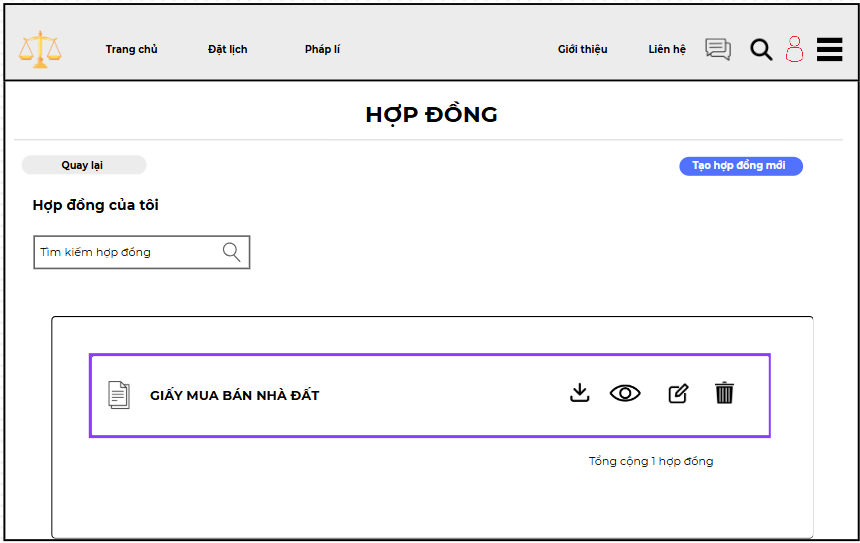 Trang chủ
Đặt lịch
Pháp lí
Giới thiệu
Liên hệ
HỢP ĐỒNG
Quay lại
Tạo hợp đồng mới
Hợp đồng của tôi
Tìm kiếm hợp đồng
GIẤY MUA BÁN NHÀ ĐẤT
Tổng cộng 1 hợp đồng